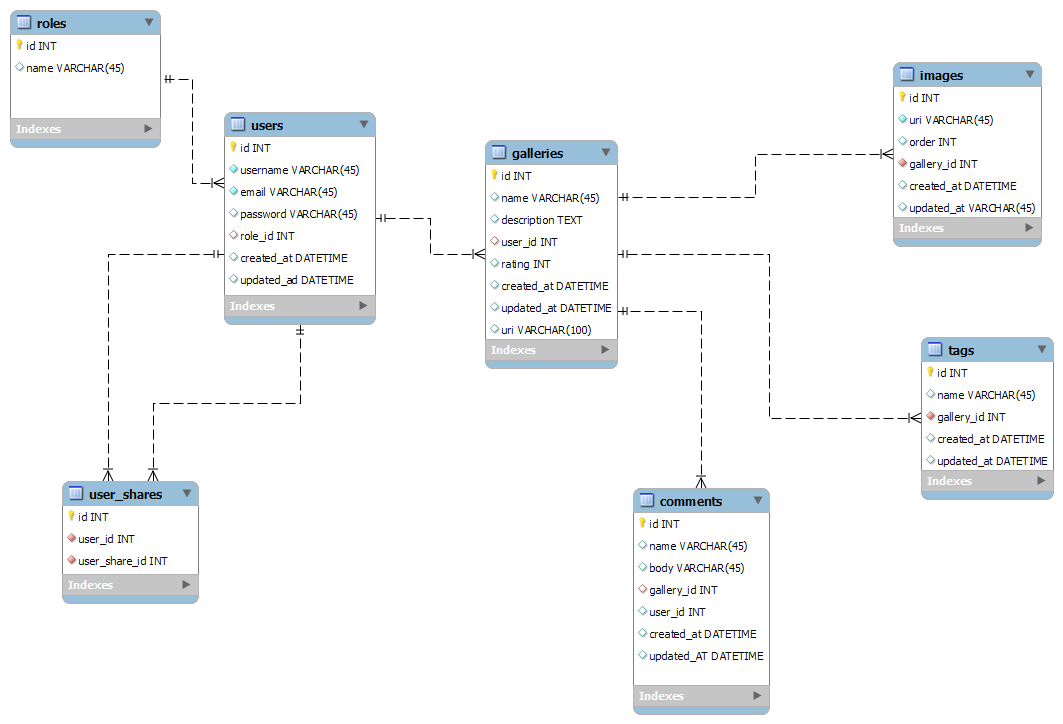 roles
id INT
name VARCHAR(45)
Indexes
users
id INT
username VARCHAR(45)
email VARCHAR(45)
password VARCHAR(45)
role_id INT
created_at DATETIME
updated_ad DATETIME
Indexes
galleries
id INT
name VARCHAR(45)
description TEXT
user_id INT
rating INT
created_at DATETIME
updated_at DATETIME
uri VARCHAR(100)
Indexes
images
id INT
uri VARCHAR(45)
order INT
gallery_id INT
created_at DATETIME
updated_at VARCHAR(45)
Indexes
tags
id INT
name VARCHAR(45)
gallery_id INT
created_at DATETIME
updated_at DATETIME
Indexes
user_shares
id INT
user_id INT
user_share_id INT
Indexes
comments
id INT
name VARCHAR(45)
body VARCHAR(45)
gallery_id INT
user_id INT
created_at DATETIME
updated_AT DATETIME
Indexes